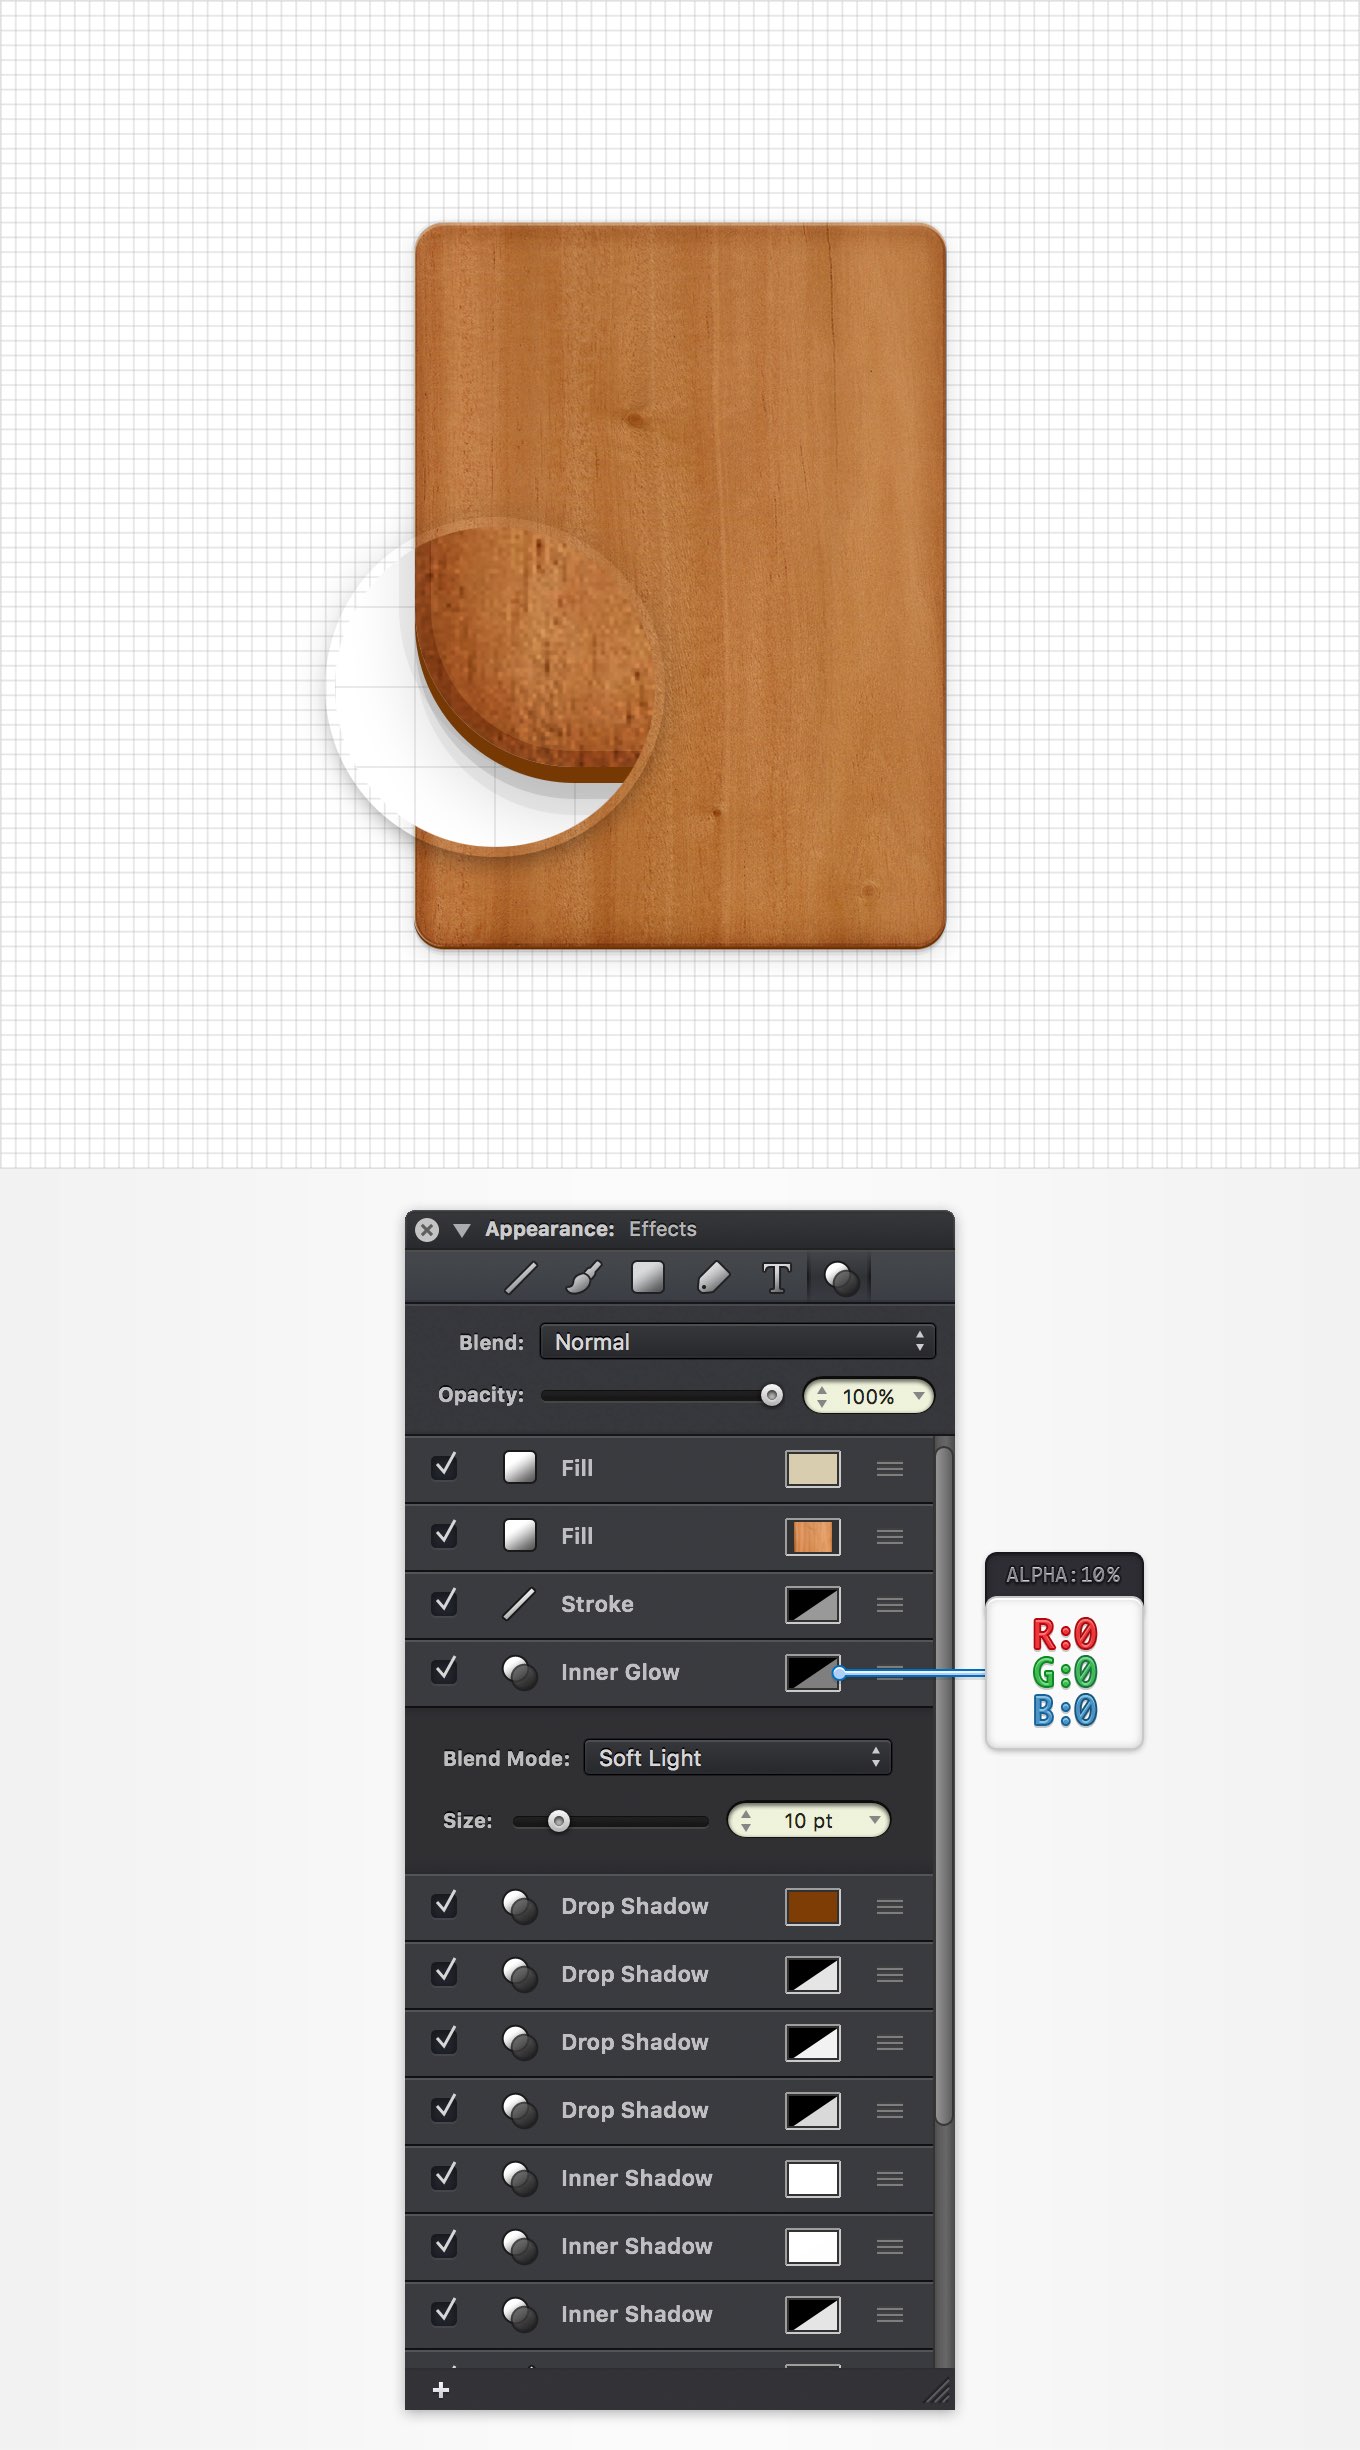 Appearance: Effects
T
Blend: Normal
Opacity: 100%
Fill
Fill
Stroke
Inner Glow
ALPHA:10%
R:0
G:0
B:0
Blend Mode: Soft Light
Size: 10 pt
Drop Shadow
Drop Shadow
Drop Shadow
Drop Shadow
Inner Shadow
Inner Shadow
Inner Shadow